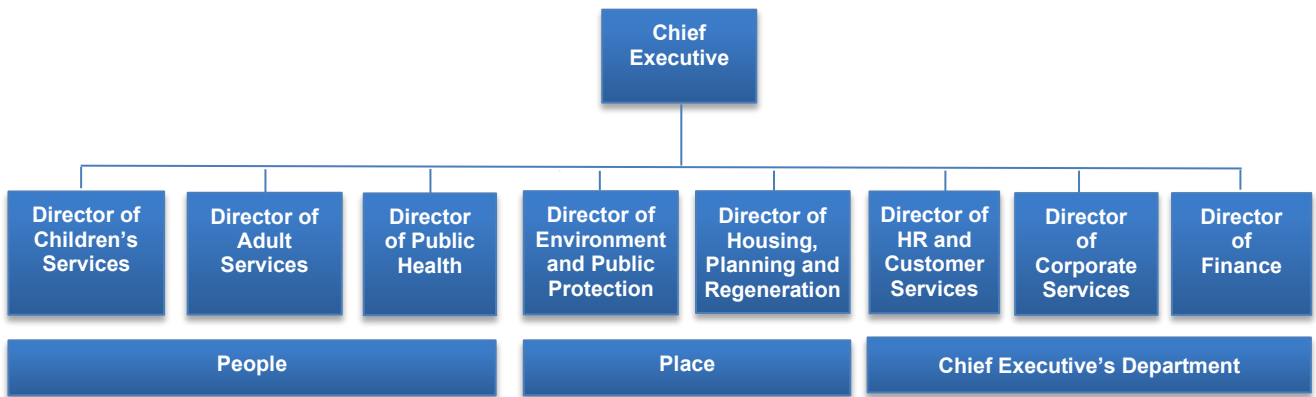 Chief
Executive
Director of
Children's
Services
Director of
Adult
Services
Director
of Public
Health
Director of
Environment
and Public
Protection
Director of
Housing,
Planning and
Regeneration
Director of
HR and
Customer
Services
Director
of
Corporate
Services
Director
of
Finance
People
Place
Chief Executive's Department